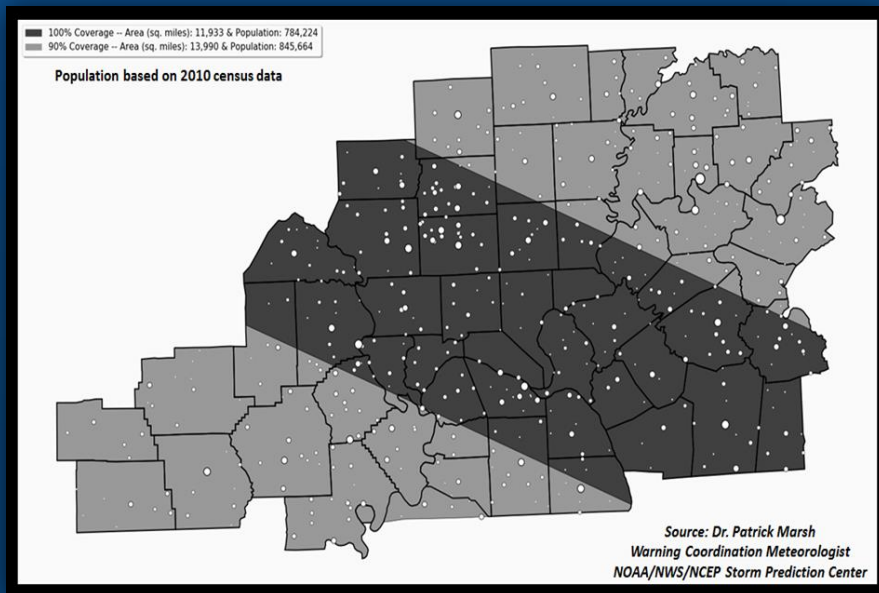 100% Coverage -- Area (sq. miles): 11,933 & Population: 784,224
90% Coverage -- Area (sq. miles): 13,990 & Population: 845,664
Population based on 2010 census data
Source: Dr. Patrick Marsh
Warning Coordination Meteorologist
NOAA/NWS/NCEP Storm Prediction Center